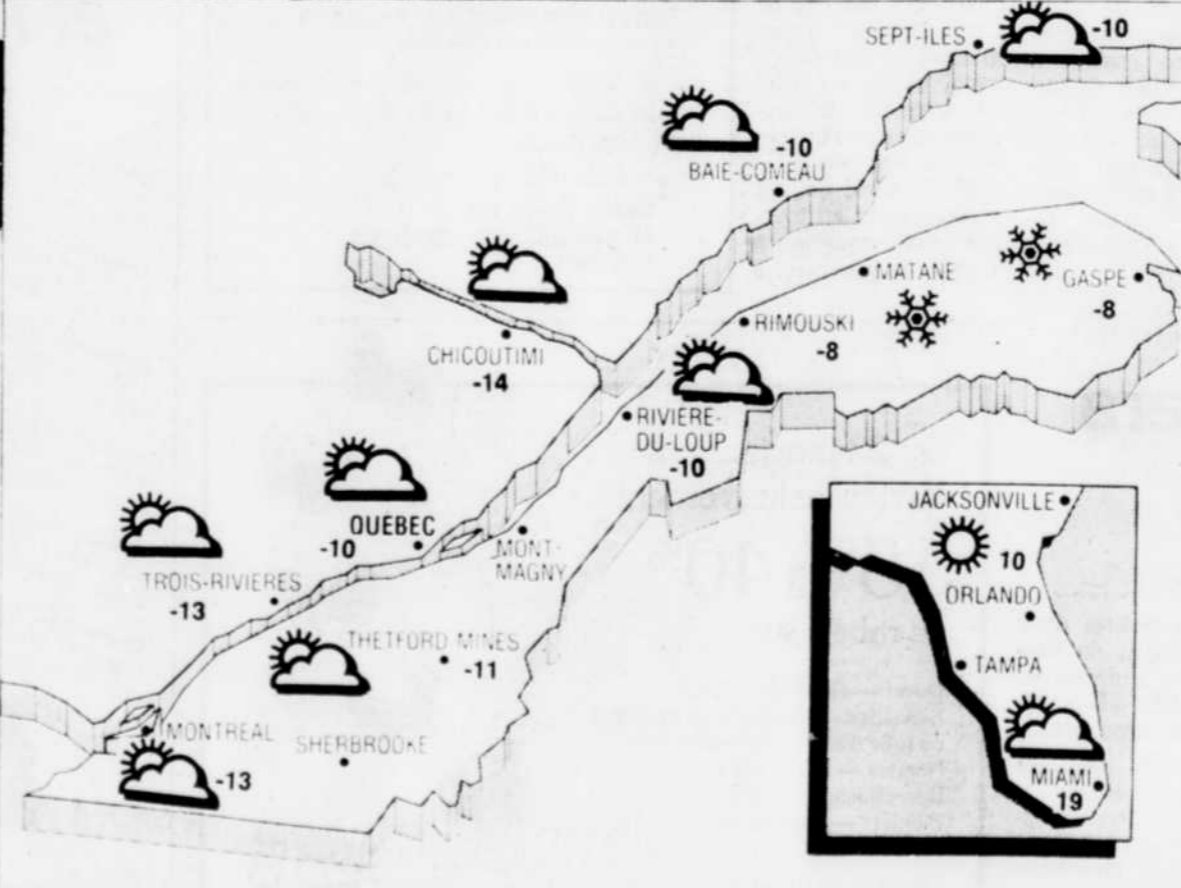 SEPT-ILES
-10
-10
BAIE-COMEAU
MATANE
GASPE
-8
RIMOUSKI
-8
CHICOUTIMI
-14
RIVIERE-
DU-LOUP
-10
QUEBEC
-10
MONT-
MAGNY
TROIS-RIVIERES
-13
THETFORD MINES
-11
MONTREAL
-13
SHERBROOKE
JACKSONVILLE
10
ORLANDO
TAMPA
MIAMI
19